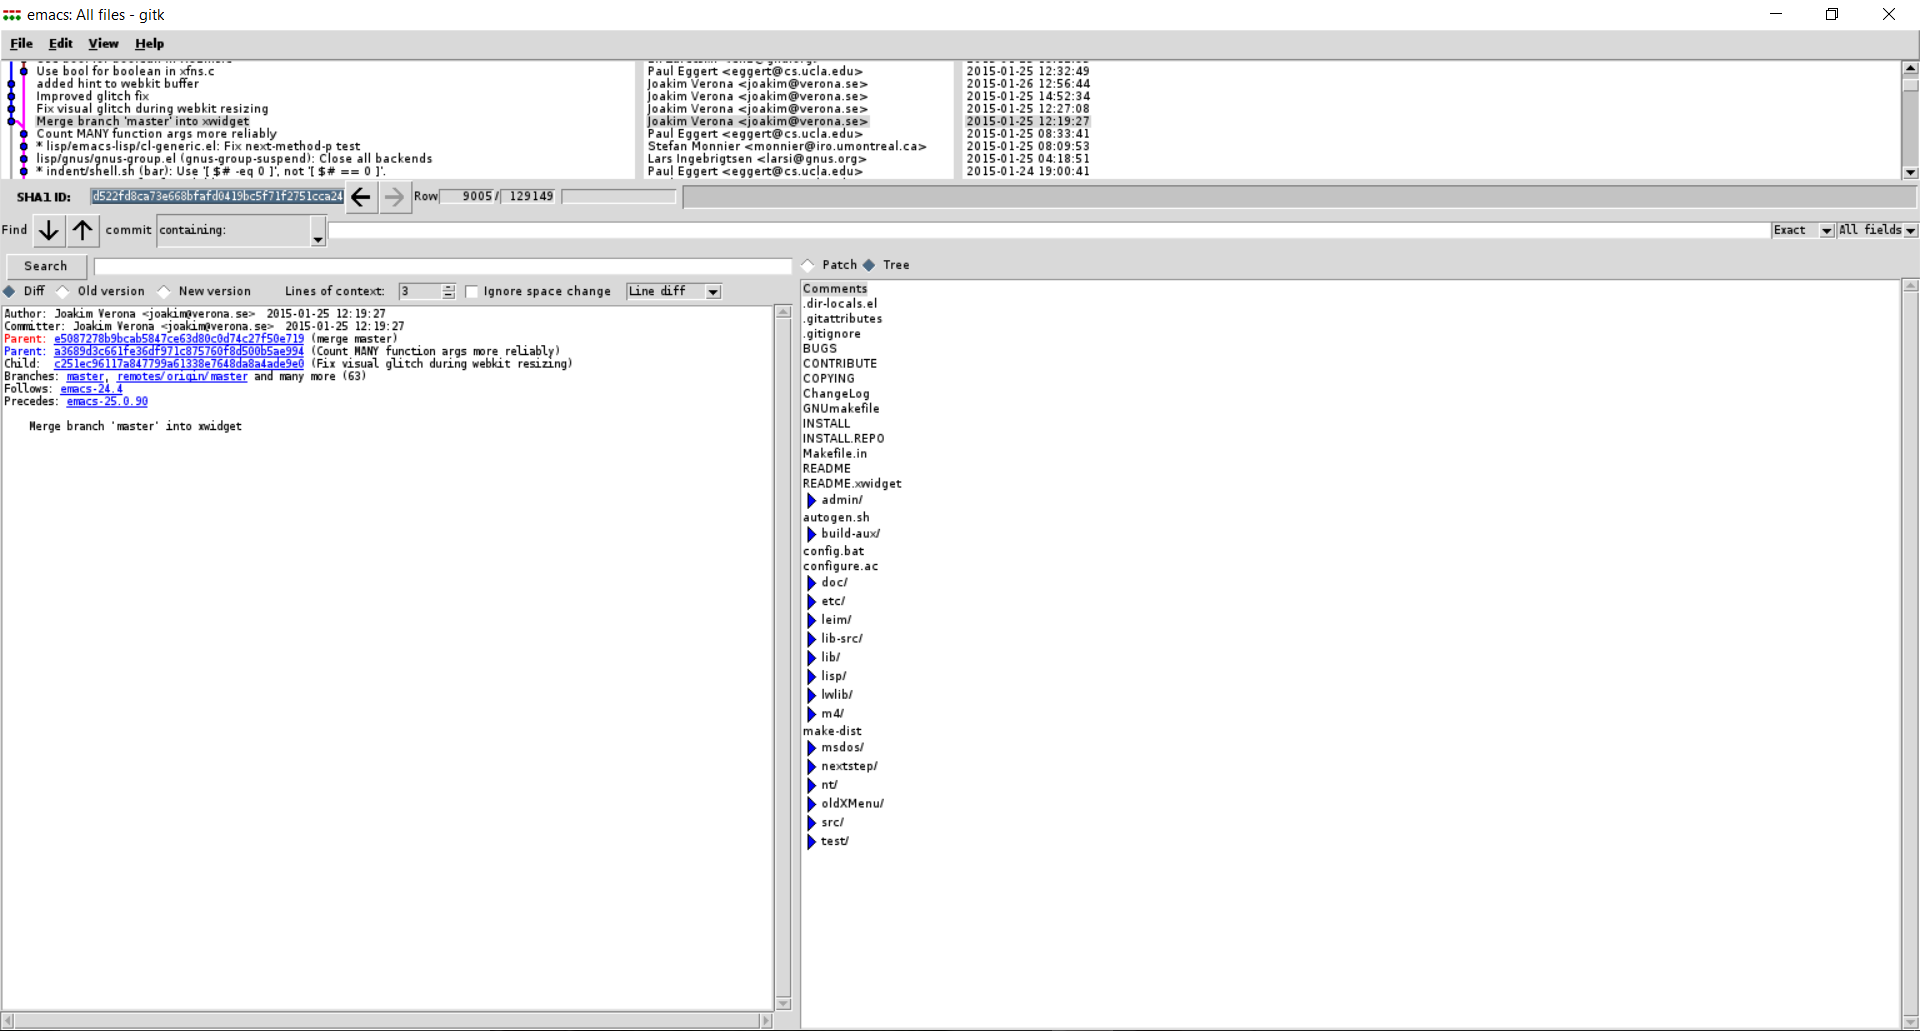 emacs: All files - gitk
File Edit View Help
Use bool for boolean in xfns.c Paul Eggert <eggert@cs.ucla.edu> 2015-01-25 12:32:49
added hint to webkit buffer Joakim Verona <joakim@verona.se> 2015-01-26 12:56:44
Improved glitch fix Joakim Verona <joakim@verona.se> 2015-01-25 14:52:34
Fix visual glitch during webkit resizing Joakim Verona <joakim@verona.se> 2015-01-25 12:27:08
Merge branch 'master' into xwidget Joakim Verona <joakim@verona.se> 2015-01-25 12:19:27
Count MANY function args more reliably Paul Eggert <eggert@cs.ucla.edu> 2015-01-25 08:33:41
* lisp/emacs-lisp/cl-generic.el: Fix next-method-p test Stefan Monnier <monnier@iro.umontreal.ca> 2015-01-25 08:09:53
lisp/gnus/gnus-group.el (gnus-group-suspend): Close all backends Lars Ingebrigtsen <larsi@gnus.org> 2015-01-25 04:18:51
* indent/shell.sh (bar): Use '[ $# -eq 0 ]', not '[ $# == 0 ]'. Paul Eggert <eggert@cs.ucla.edu> 2015-01-24 19:00:41
SHA1 ID: d522fd8ca73e668bfafd0419bc5f71f2751cca24 Row 9005 / 129149
Find commit containing: Exact All fields
Search Patch Tree
Diff Old version New version Lines of context: 3 Ignore space change Line diff
Author: Joakim Verona <joakim@verona.se> 2015-01-25 12:19:27
Committer: Joakim Verona <joakim@verona.se> 2015-01-25 12:19:27
Parent: e5087278b9bcab5847ce63d80c0d74c27f50e719 (merge master)
Parent: a3689d3c661fe36df971c875760f8d500b5ae994 (Count MANY function args more reliably)
Child: c251ec96117a847799a61338e7648da8a4ade9e0 (Fix visual glitch during webkit resizing)
Branches: master, remotes/origin/master and many more (63)
Follows: emacs-24.4
Precedes: emacs-25.0.90
Merge branch 'master' into xwidget
Comments
.dir-locals.el
.gitattributes
.gitignore
BUGS
CONTRIBUTE
COPYING
ChangeLog
GNUmakefile
INSTALL
INSTALL.REPO
Makefile.in
README
README.xwidget
admin/
autogen.sh
build-aux/
config.bat
configure.ac
doc/
etc/
leim/
lib-src/
lib/
lisp/
lwlib/
m4/
make-dist
msdos/
nextstep/
nt/
oldXMenu/
src/
test/